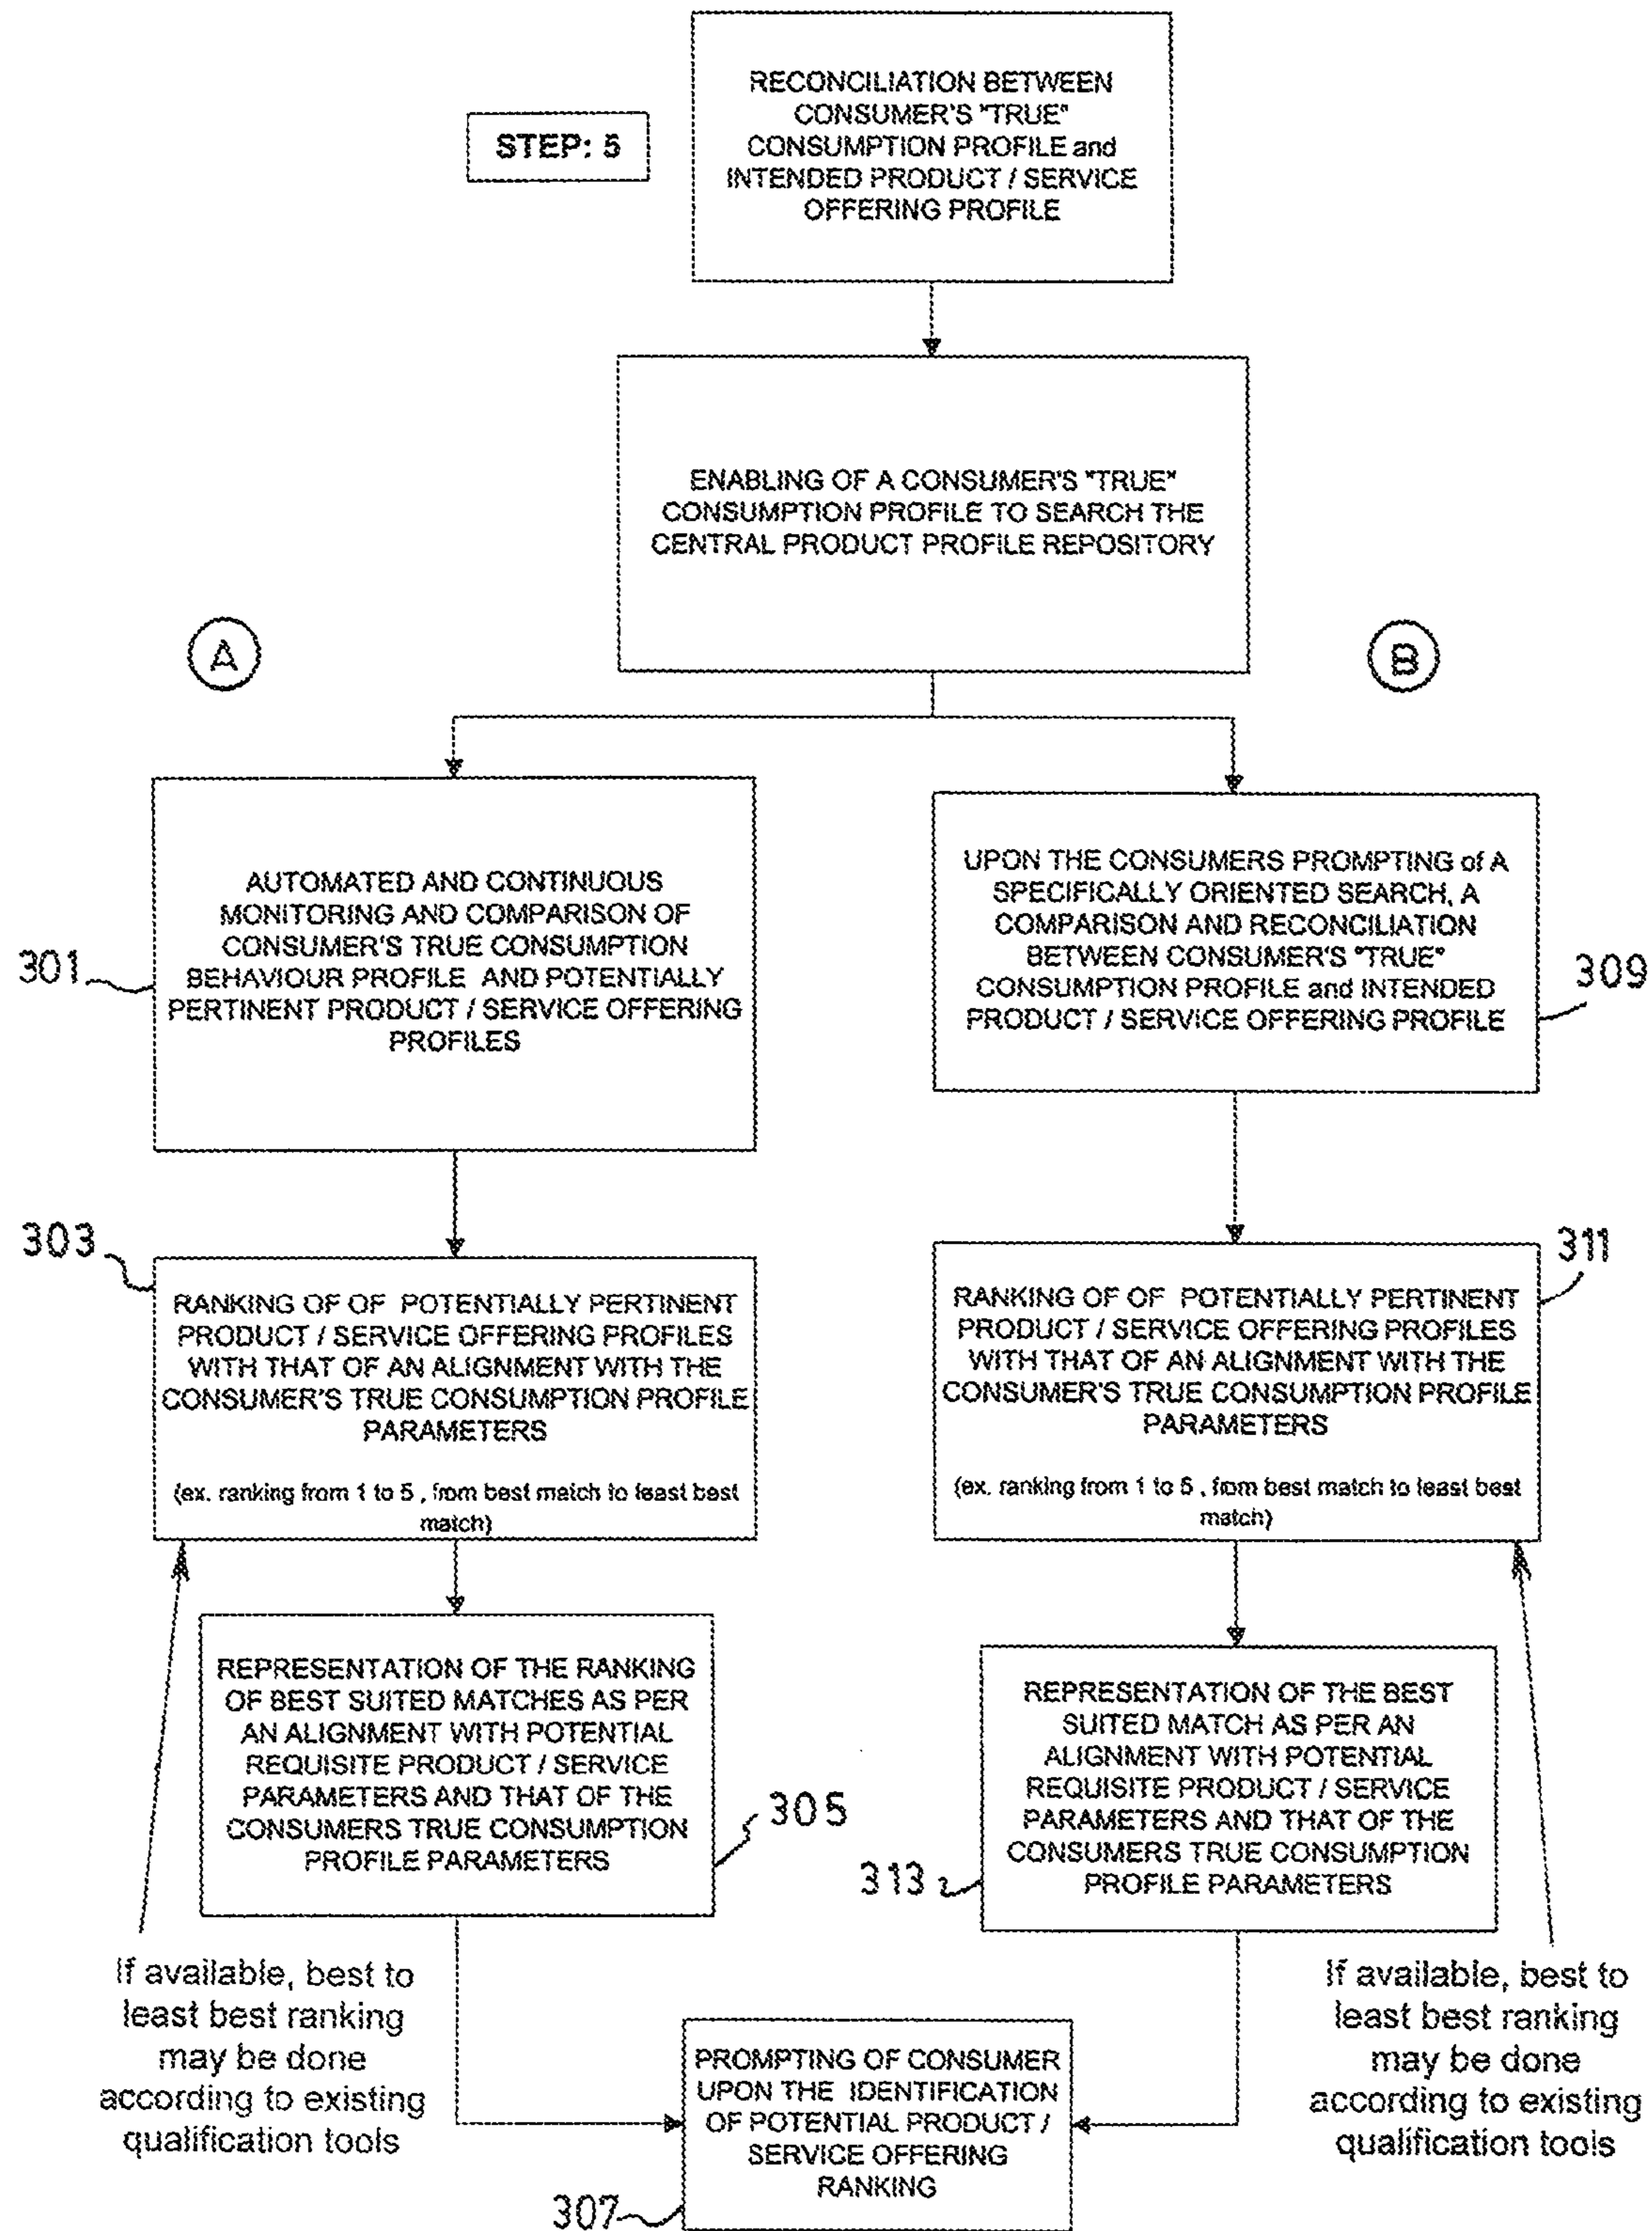 STEP: 5
RECONCILIATION BETWEEN
CONSUMER'S "TRUE"
CONSUMPTION PROFILE and
INTENDED PRODUCT / SERVICE
OFFERING PROFILE
ENABLING OF A CONSUMER'S "TRUE"
CONSUMPTION PROFILE TO SEARCH THE
CENTRAL PRODUCT PROFILE REPOSITORY
A
B
301
AUTOMATED AND CONTINUOUS
MONITORING AND COMPARISON OF
CONSUMER'S TRUE CONSUMPTION
BEHAVIOUR PROFILE AND POTENTIALLY
PERTINENT PRODUCT / SERVICE OFFERING
PROFILES
UPON THE CONSUMERS PROMPTING of A
SPECIFICALLY ORIENTED SEARCH, A
COMPARISON AND RECONCILIATION
BETWEEN CONSUMER'S "TRUE"
CONSUMPTION PROFILE and INTENDED
PRODUCT / SERVICE OFFERING PROFILE
309
303
RANKING OF OF POTENTIALLY PERTINENT
PRODUCT / SERVICE OFFERING PROFILES
WITH THAT OF AN ALIGNMENT WITH THE
CONSUMER'S TRUE CONSUMPTION PROFILE
PARAMETERS
(ex. ranking from 1 to 5 , from best match to least best
match)
311
RANKING OF OF POTENTIALLY PERTINENT
PRODUCT / SERVICE OFFERING PROFILES
WITH THAT OF AN ALIGNMENT WITH THE
CONSUMER'S TRUE CONSUMPTION PROFILE
PARAMETERS
(ex. ranking from 1 to 5 , from best match to least best
match)
REPRESENTATION OF THE RANKING
OF BEST SUITED MATCHES AS PER
AN ALIGNMENT WITH POTENTIAL
REQUISITE PRODUCT / SERVICE
PARAMETERS AND THAT OF THE
CONSUMERS TRUE CONSUMPTION
PROFILE PARAMETERS
305
313
REPRESENTATION OF THE BEST
SUITED MATCH AS PER AN
ALIGNMENT WITH POTENTIAL
REQUISITE PRODUCT / SERVICE
PARAMETERS AND THAT OF THE
CONSUMERS TRUE CONSUMPTION
PROFILE PARAMETERS
If available, best to
least best ranking
may be done
according to existing
qualification tools
PROMPTING OF CONSUMER
UPON THE IDENTIFICATION
OF POTENTIAL PRODUCT /
SERVICE OFFERING
RANKING
307
If available, best to
least best ranking
may be done
according to existing
qualification tools